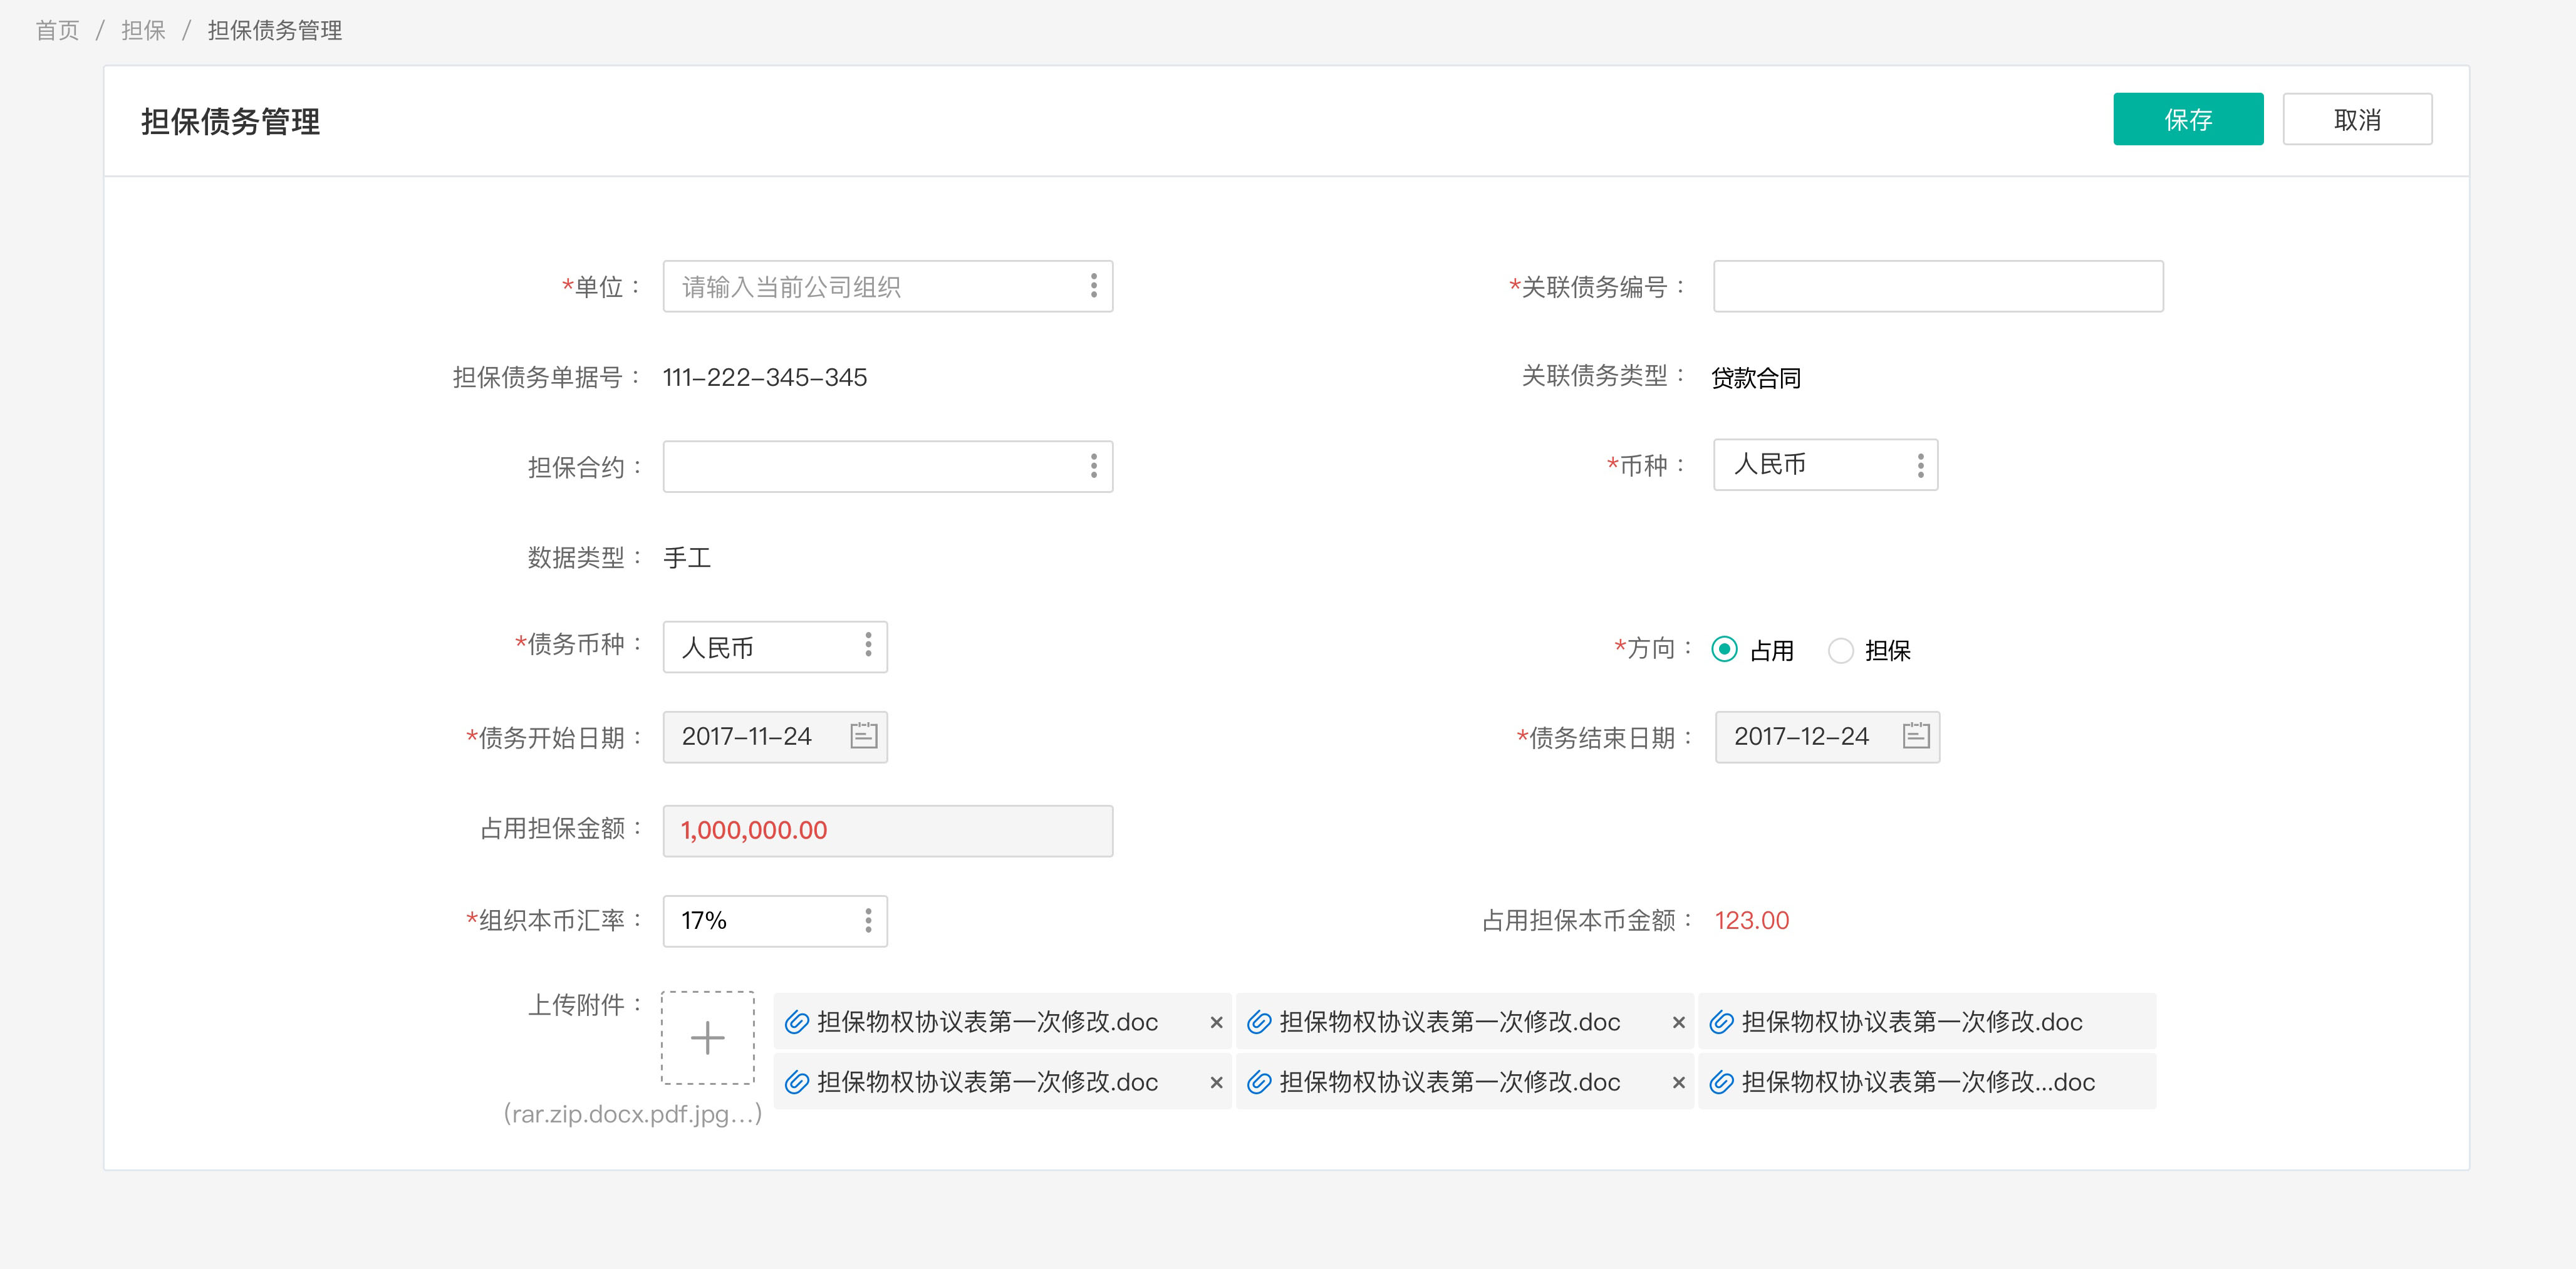 首页 / 担保 / 担保债务管理
担保债务管理
保存
取消
*单位：
请输入当前公司组织
*关联债务编号：
担保债务单据号：
111-222-345-345
关联债务类型：
贷款合同
担保合约：
*币种：
人民币
数据类型：
手工
*债务币种：
人民币
*方向：
占用
担保
*债务开始日期：
2017-11-24
*债务结束日期：
2017-12-24
占用担保金额：
1,000,000.00
*组织本币汇率：
17%
占用担保本币金额：
123.00
上传附件：
担保物权协议表第一次修改.doc
担保物权协议表第一次修改.doc
担保物权协议表第一次修改.doc
担保物权协议表第一次修改.doc
担保物权协议表第一次修改.doc
担保物权协议表第一次修改...doc
(rar.zip.docx.pdf.jpg...)